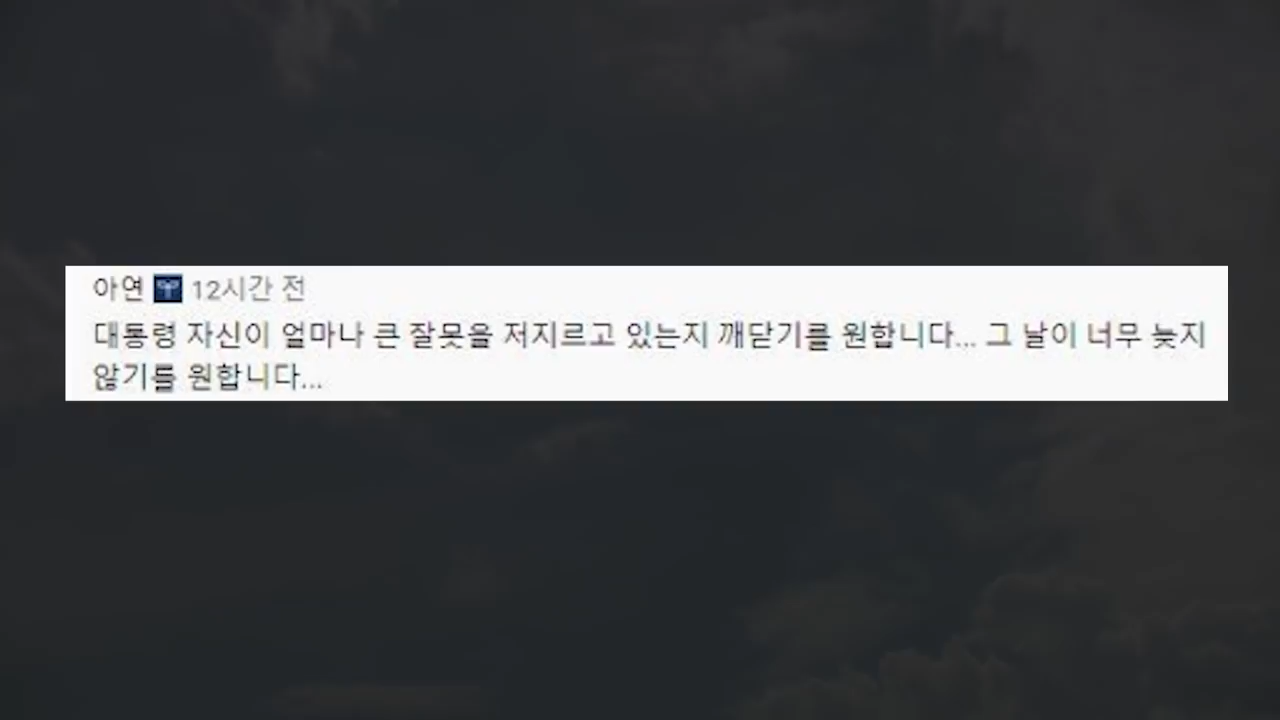 아연 12시간 전
대통령 자신이 얼마나 큰 잘못을 저지르고 있는지 깨닫기를 원합니다... 그 날이 너무 늦지
않기를 원합니다...